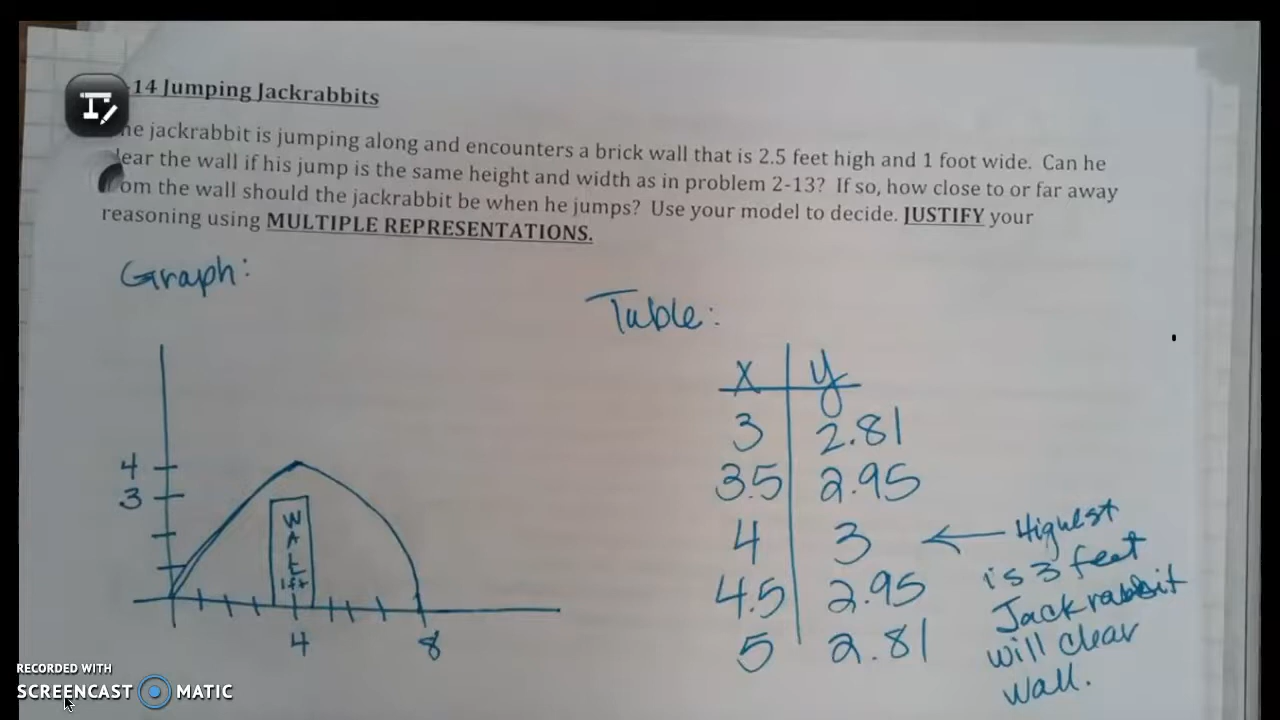 -14 Jumping Jackrabbits
he jackrabbit is jumping along and encounters a brick wall that is 2.5 feet high and 1 foot wide. Can he
lear the wall if his jump is the same height and width as in problem 2-13? If so, how close to or far away
om the wall should the jackrabbit be when he jumps? Use your model to decide. JUSTIFY your
reasoning using MULTIPLE REPRESENTATIONS.
Graph:
Table:
x y
3 2.81
3.5 2.95
4 3
4.5 2.95
5 2.81
Highest
is 3 feet
Jackrabbit
will clear
wall.
4
3
WALL
1ft
4 8
RECORDED WITH
SCREENCAST MATIC